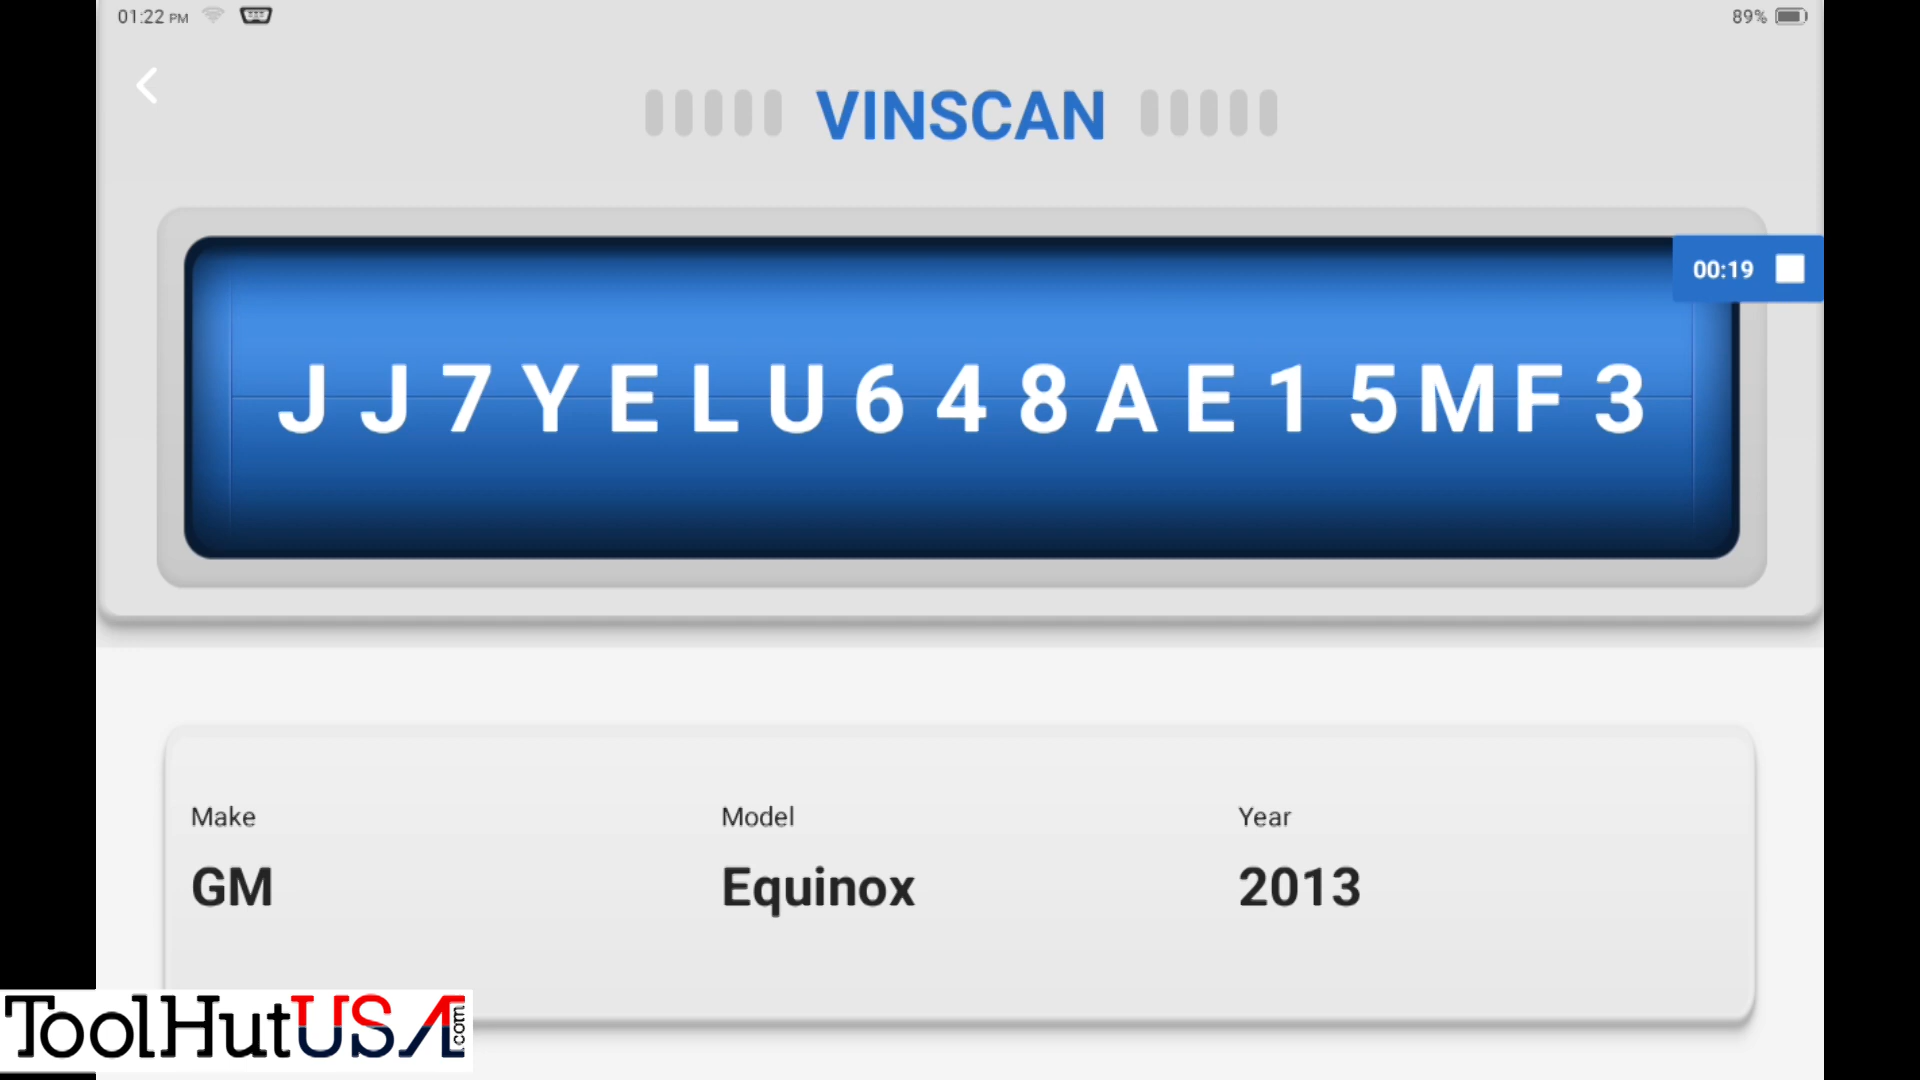 01:22 PM
89%
VINSCAN
00:19
JJ7YELU648AE15MF3
Make
Model
Year
GM
Equinox
2013
ToolHutUSA.com